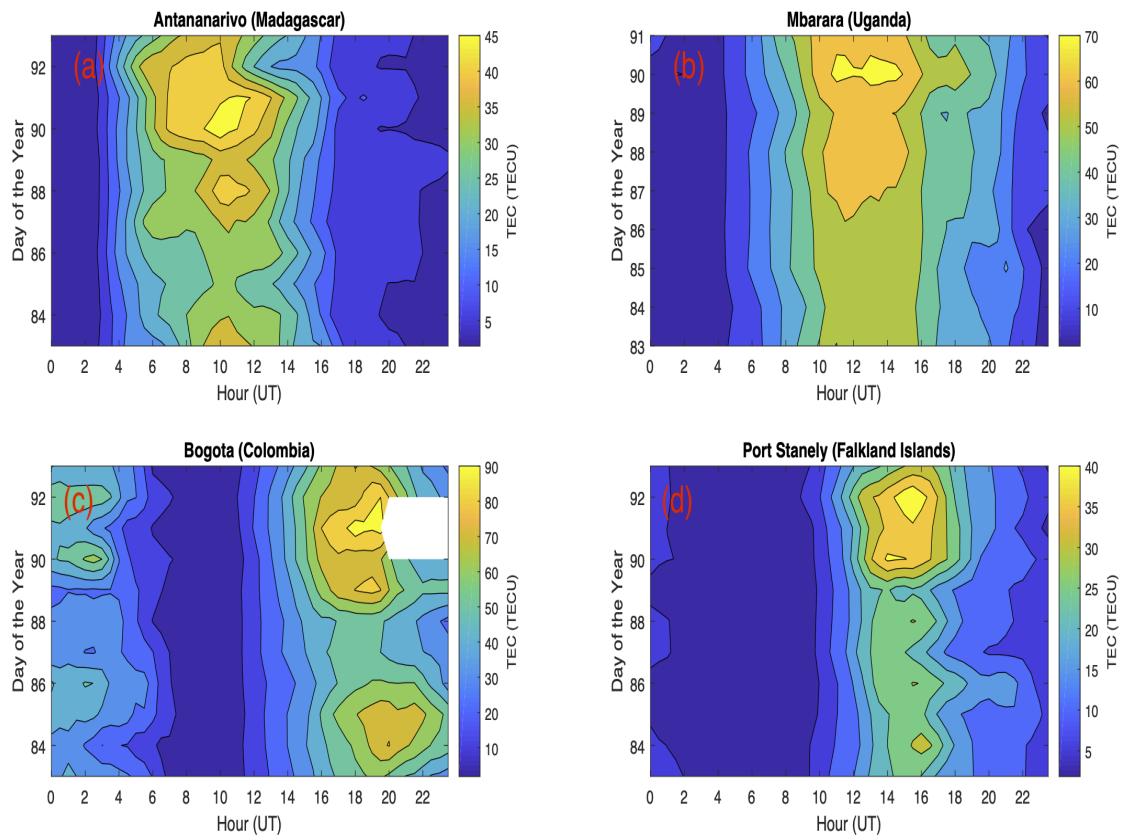 Antananarivo (Madagascar)
(a)
92
90
88
86
84
Day of the Year
0 2 4 6 8 10 12 14 16 18 20 22
Hour (UT)
45
40
35
30
25
20
15
10
5
TEC (TECU)
Mbarara (Uganda)
(b)
91
90
89
88
87
86
85
84
83
Day of the Year
0 2 4 6 8 10 12 14 16 18 20 22
Hour (UT)
70
60
50
40
30
20
10
TEC (TECU)
Bogota (Colombia)
(c)
92
90
88
86
84
Day of the Year
0 2 4 6 8 10 12 14 16 18 20 22
Hour (UT)
90
80
70
60
50
40
30
20
10
TEC (TECU)
Port Stanely (Falkland Islands)
(d)
92
90
88
86
84
Day of the Year
0 2 4 6 8 10 12 14 16 18 20 22
Hour (UT)
40
35
30
25
20
15
10
5
TEC (TECU)